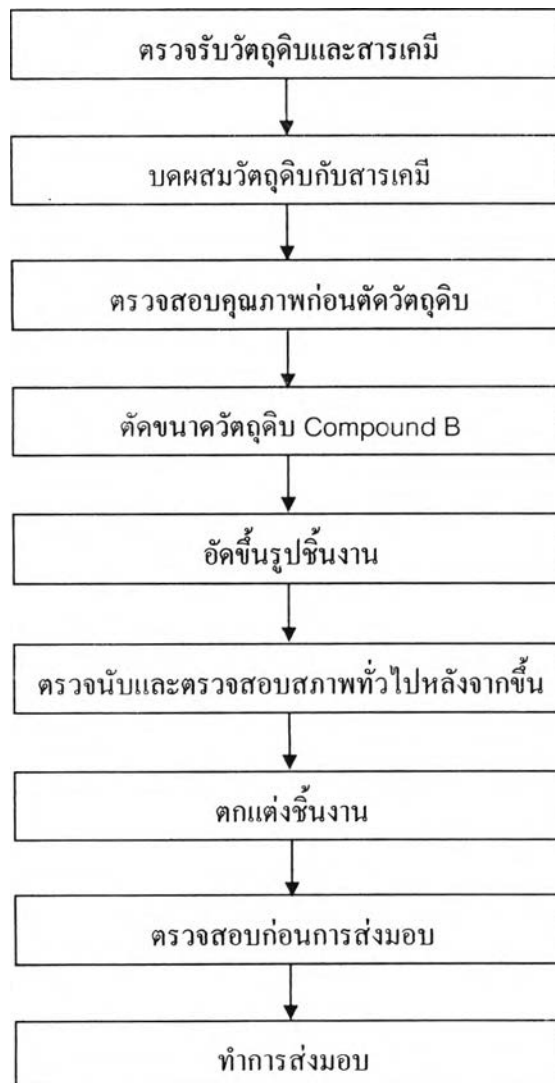 ตรวจรับวัตถุดิบและสารเคมี
บดผสมวัตถุดิบกับสารเคมี
ตรวจสอบคุณภาพก่อนตัดวัตถุดิบ
ตัดขนาดวัตถุดิบ Compound B
อัดขึ้นรูปชิ้นงาน
ตรวจนับและตรวจสอบสภาพทั่วไปหลังจากขึ้น
ตกแต่งชิ้นงาน
ตรวจสอบก่อนการส่งมอบ
ทำการส่งมอบ